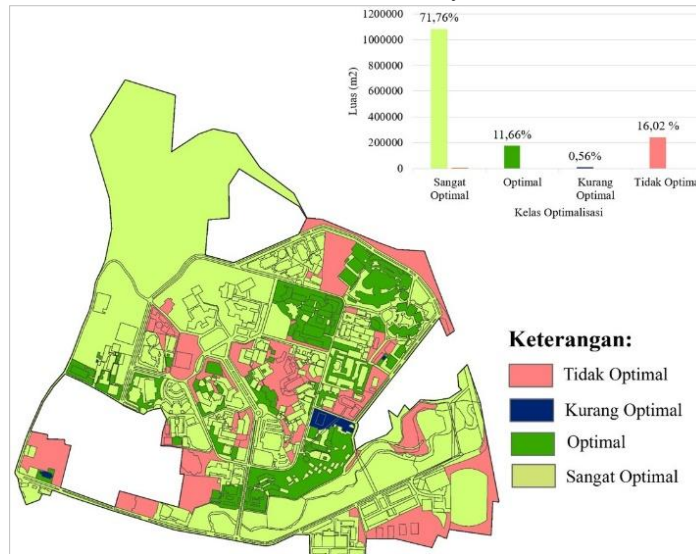 1200000
71,76%
1000000
800000
600000
400000
200000
0
Luas (m2)
11,66%
0,56%
16,02 %
Sangat Optimal
Optimal
Kurang Optimal
Tidak Optima
Kelas Optimalisasi
Keterangan:
Tidak Optimal
Kurang Optimal
Optimal
Sangat Optimal